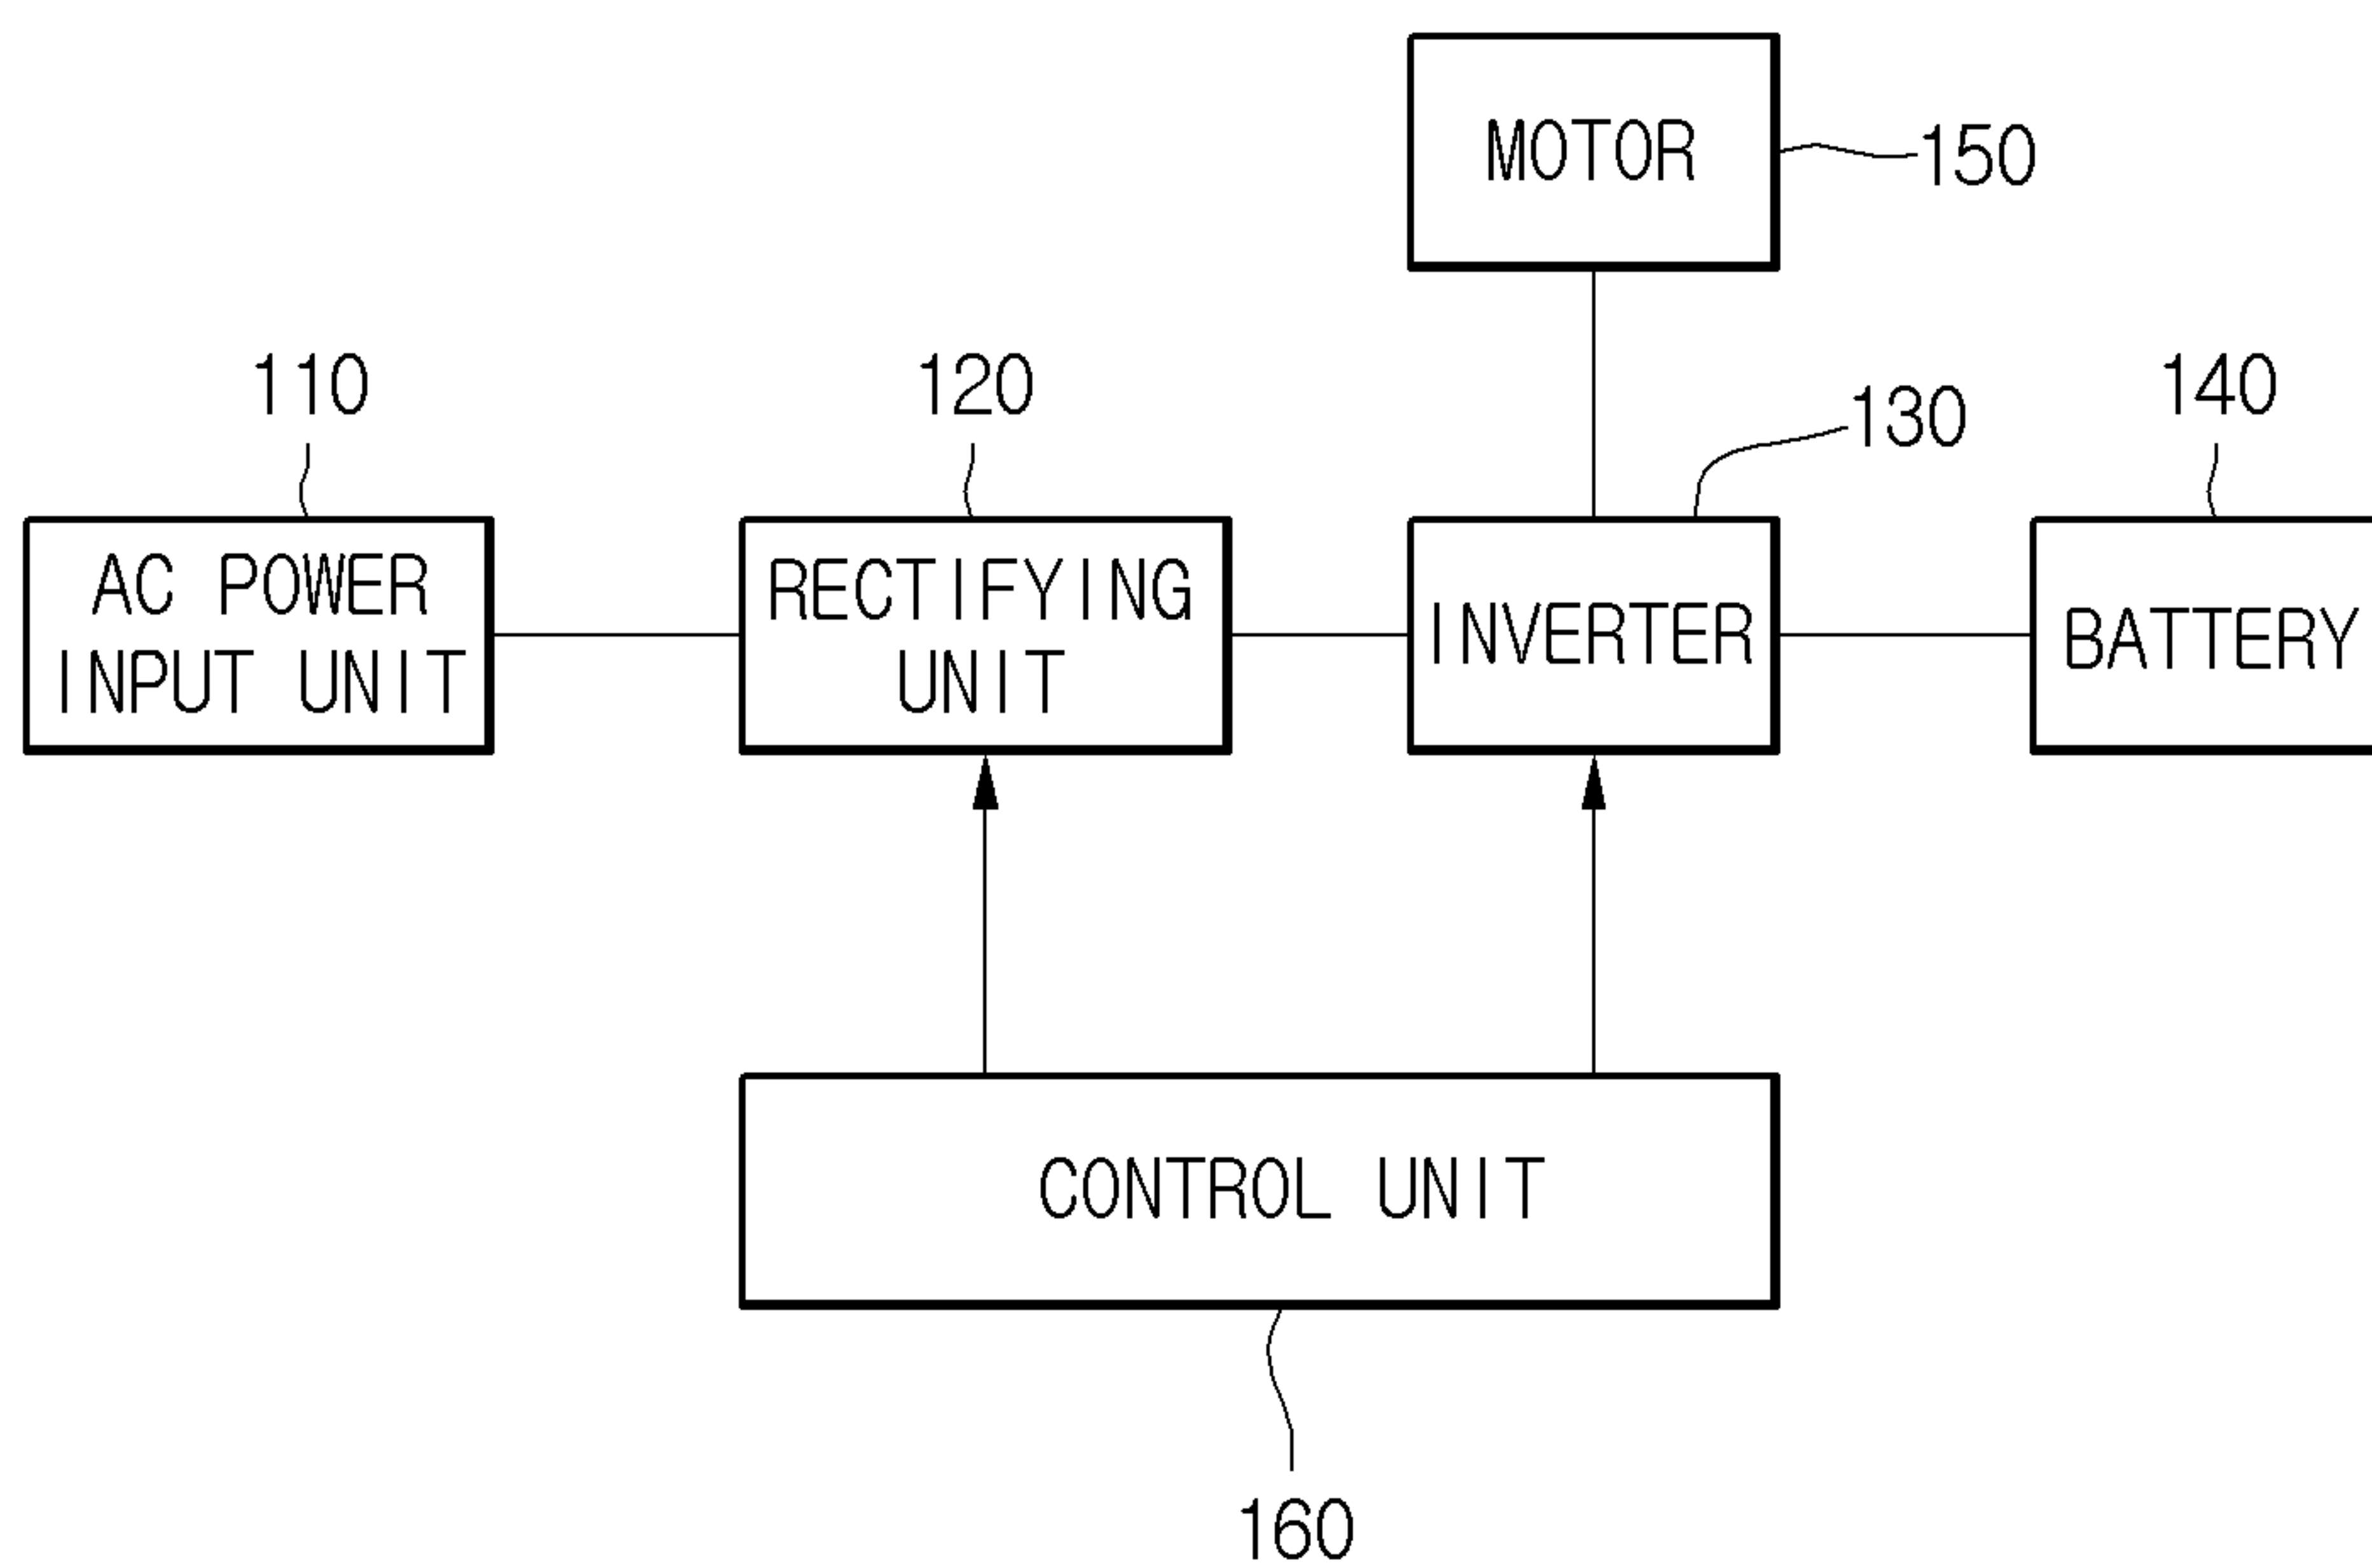 MOTOR
150
110
120
130
140
AC POWER
INPUT UNIT
RECTIFYING
UNIT
INVERTER
BATTERY
CONTROL UNIT
160